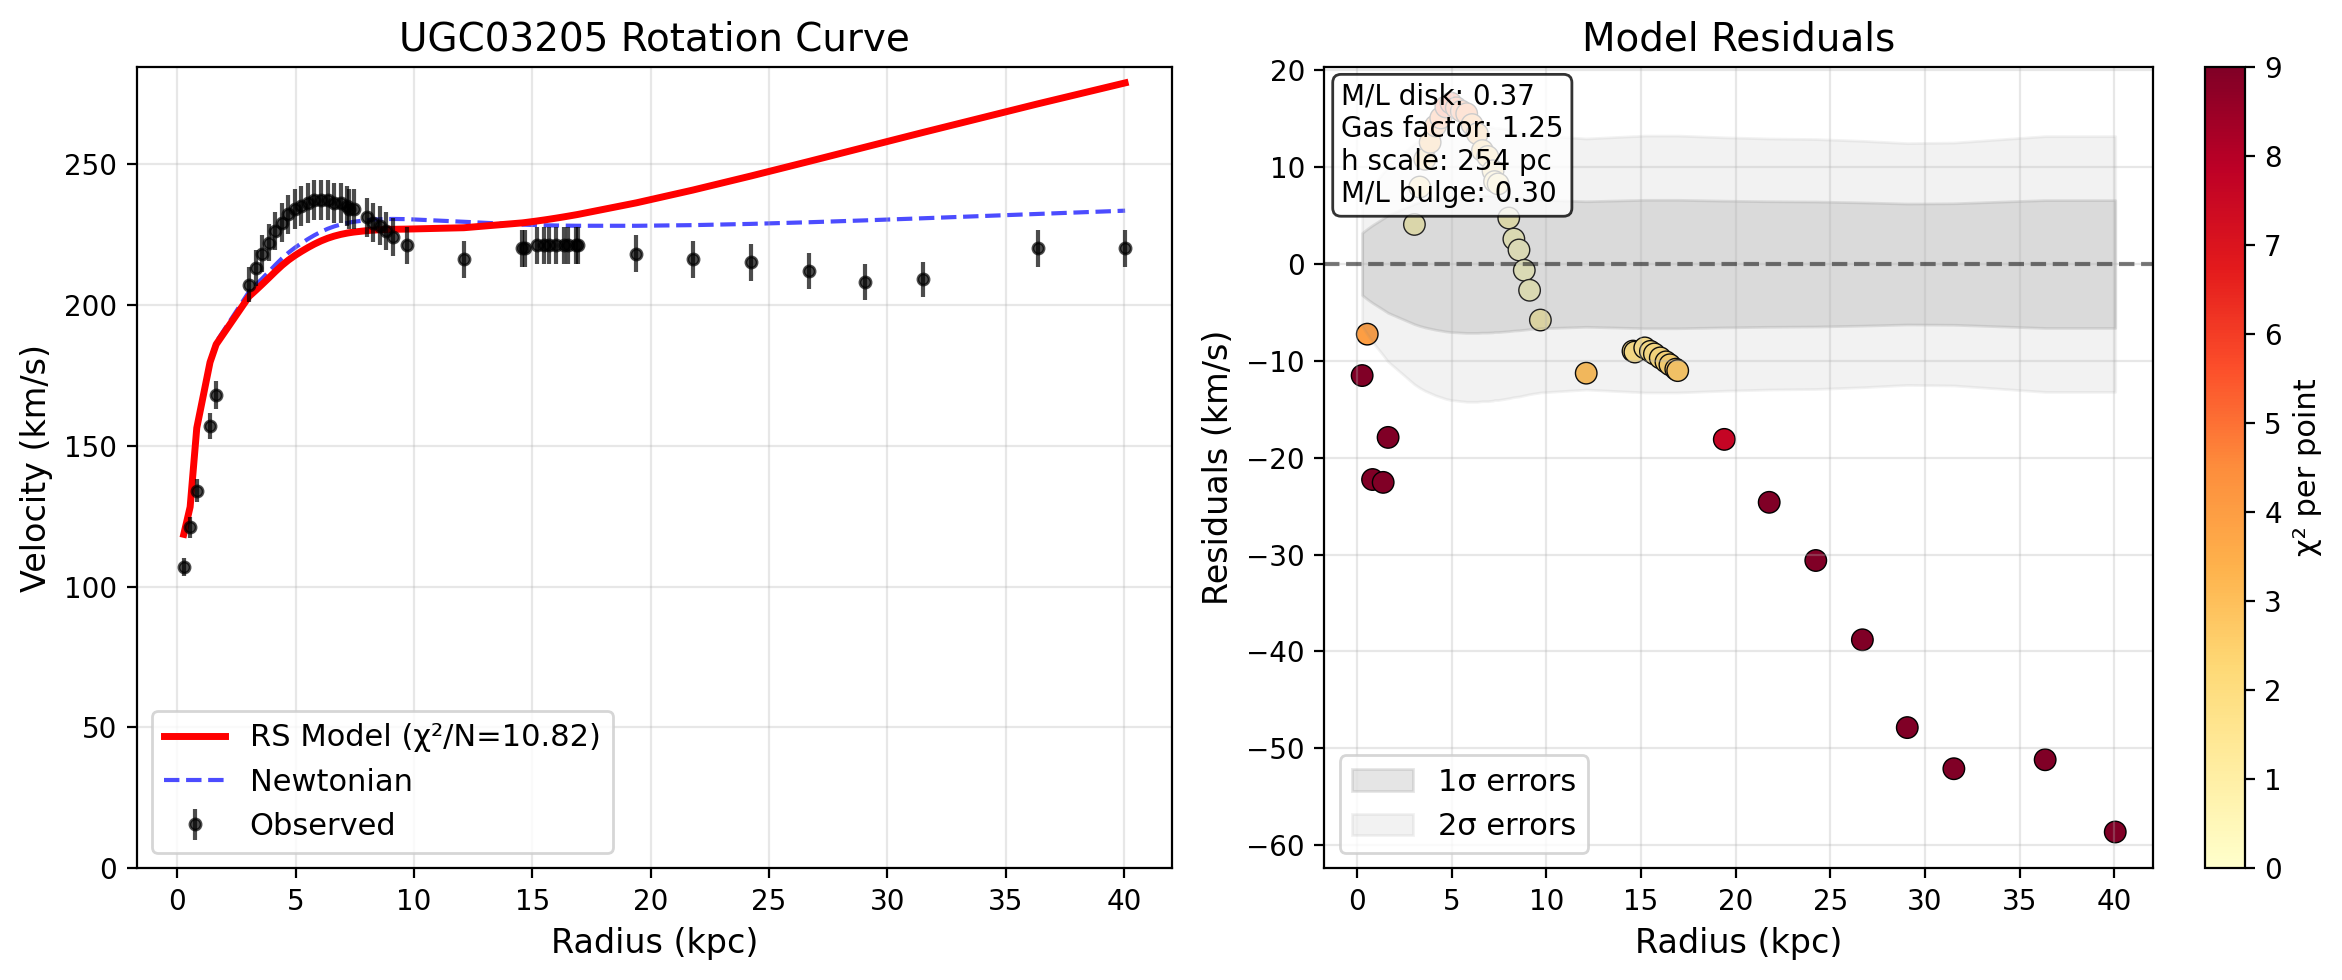 UGC03205 Rotation Curve
Velocity (km/s)
250
200
150
100
50
0
RS Model (χ²/N=10.82)
Newtonian
Observed
0 5 10 15 20 25 30 35 40
Radius (kpc)
Model Residuals
Residuals (km/s)
20
10
0
−10
−20
−30
−40
−50
−60
M/L disk: 0.37
Gas factor: 1.25
h scale: 254 pc
M/L bulge: 0.30
1σ errors
2σ errors
0 5 10 15 20 25 30 35 40
Radius (kpc)
9
8
7
6
5
4
3
2
1
0
χ² per point